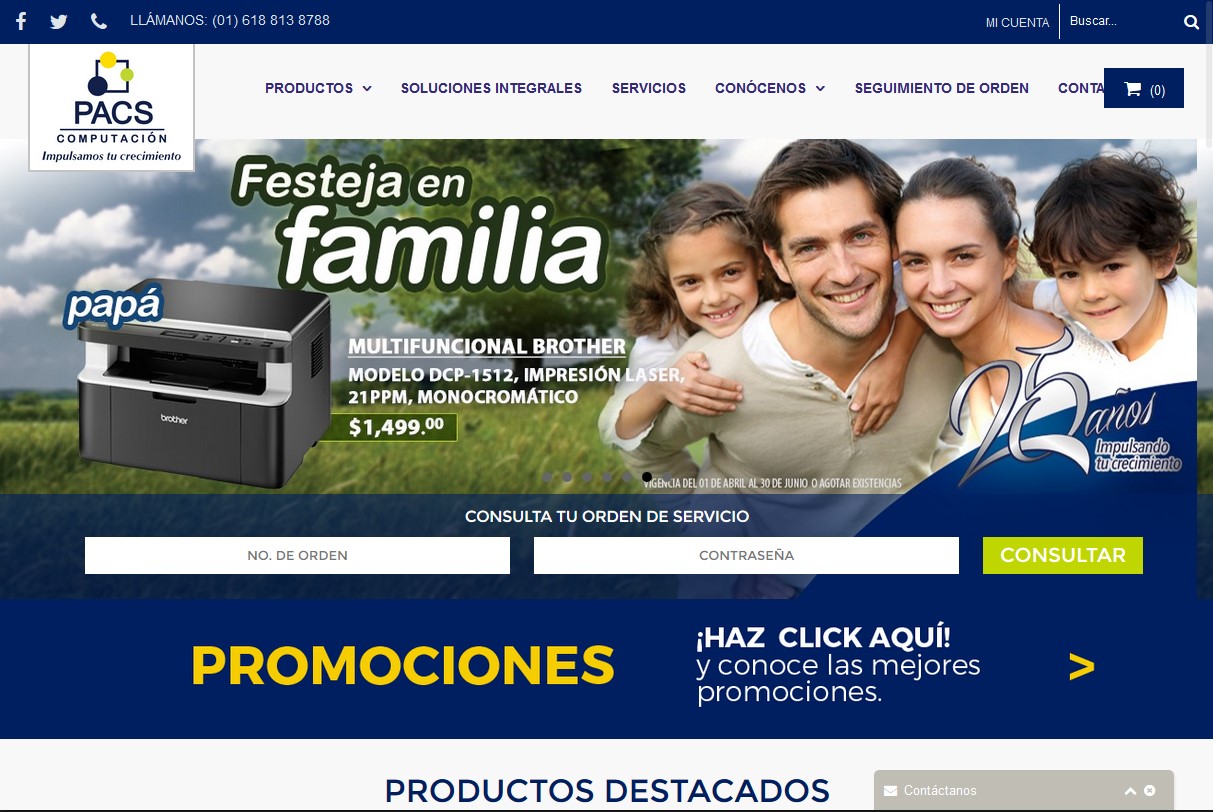 LLÁMANOS: (01) 618 813 8788
MI CUENTA
Buscar...
PACS
COMPUTACIÓN
Impulsamos tu crecimiento
PRODUCTOS
SOLUCIONES INTEGRALES
SERVICIOS
CONÓCENOS
SEGUIMIENTO DE ORDEN
CONTA
(0)
Festeja en
familia
papá
brother
MULTIFUNCIONAL BROTHER
MODELO DCP-1512, IMPRESIÓN LASER,
21PPM, MONOCROMÁTICO
$1,499.00
25 años
Impulsando
tu crecimiento
VIGENCIA DEL 01 DE ABRIL AL 30 DE JUNIO O AGOTAR EXISTENCIAS
CONSULTA TU ORDEN DE SERVICIO
NO. DE ORDEN
CONTRASEÑA
CONSULTAR
PROMOCIONES
¡HAZ CLICK AQUÍ!
y conoce las mejores
promociones.
>
PRODUCTOS DESTACADOS
Contáctanos